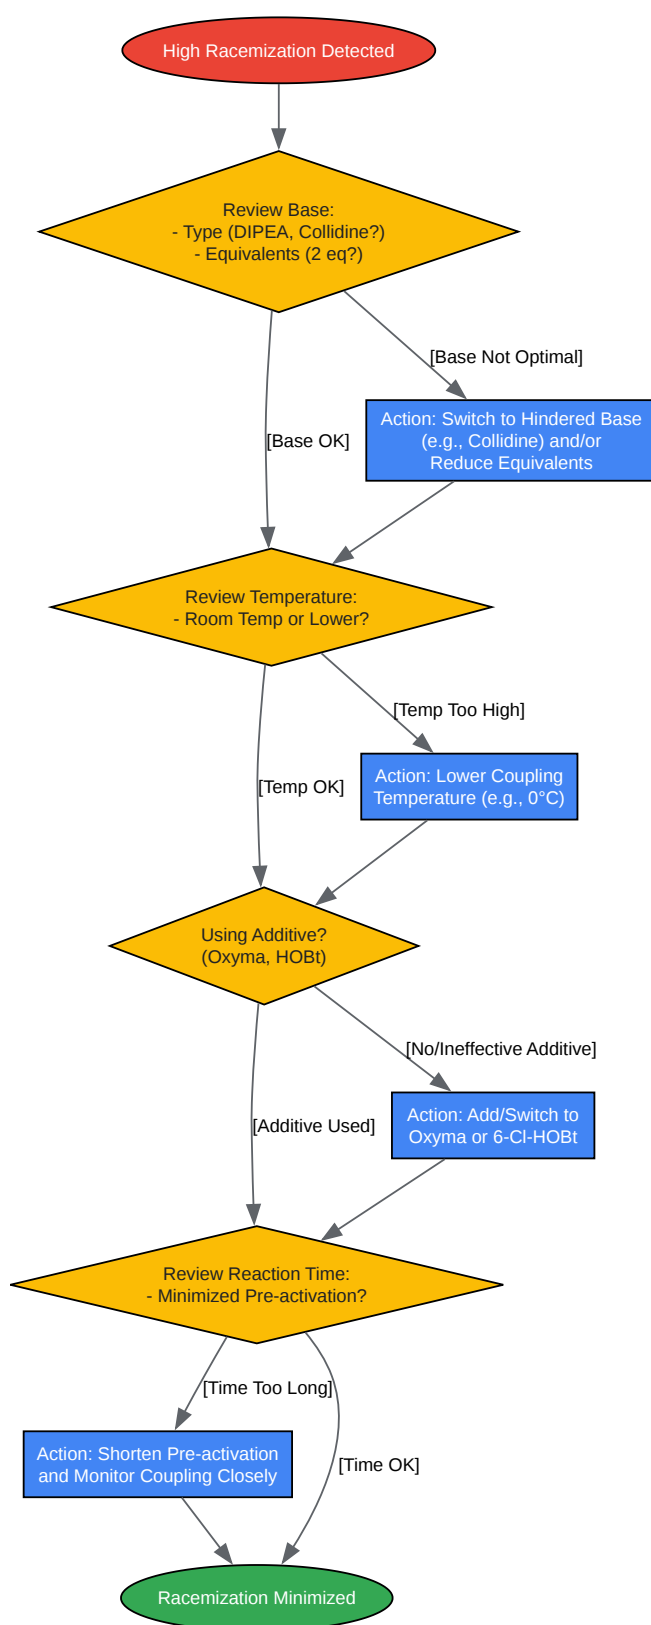 High Racemization Detected
Review Base:
- Type (DIPEA, Collidine?)
- Equivalents (2 eq?)
[Base Not Optimal]
Action: Switch to Hindered Base
(e.g., Collidine) and/or
Reduce Equivalents
[Base OK]
Review Temperature:
- Room Temp or Lower?
[Temp Too High]
Action: Lower Coupling
Temperature (e.g., 0°C)
[Temp OK]
Using Additive?
(Oxyma, HOBt)
[No/Ineffective Additive]
Action: Add/Switch to
Oxyma or 6-Cl-HOBt
[Additive Used]
Review Reaction Time:
- Minimized Pre-activation?
[Time Too Long]
Action: Shorten Pre-activation
and Monitor Coupling Closely
[Time OK]
Racemization Minimized